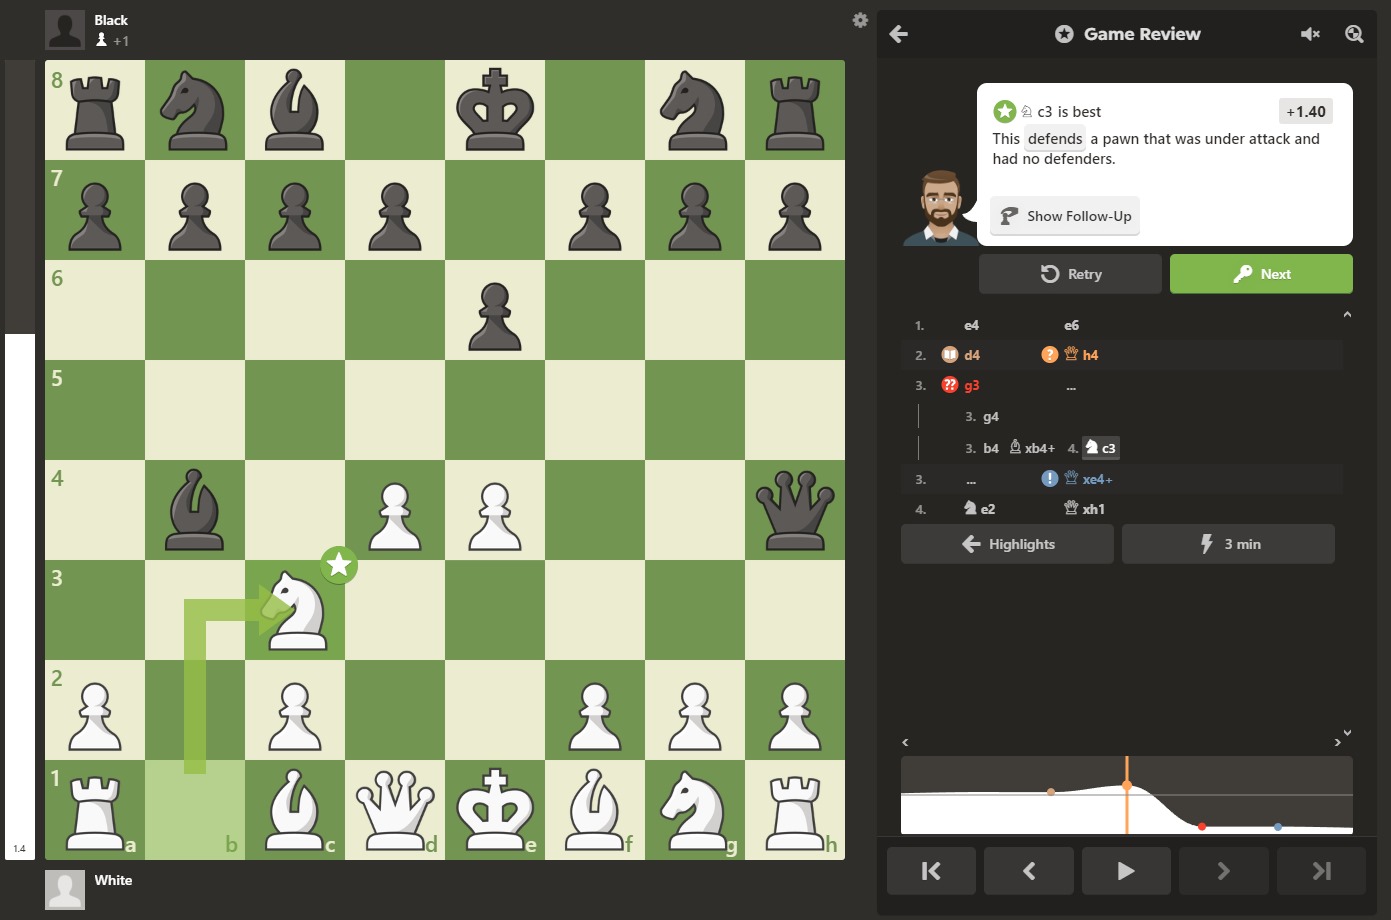 Black
+1
8
7
6
5
4
3
2
1
a
b
c
d
e
f
g
h
1.4
White
Game Review
c3 is best
+1.40
This defends a pawn that was under attack and
had no defenders.
Show Follow-Up
Retry
Next
1. e4 e6
2. d4 ? h4
3. ?? g3 ...
3. g4
3. b4 xb4+ 4. c3
3. ... ! xe4+
4. e2 xh1
Highlights
3 min